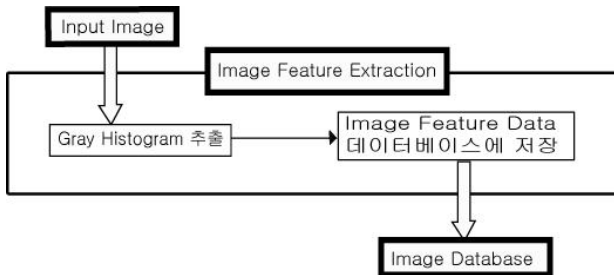 Input Image
Image Feature Extraction
Gray Histogram 추출
Image Feature Data
데이터베이스에 저장
Image Database